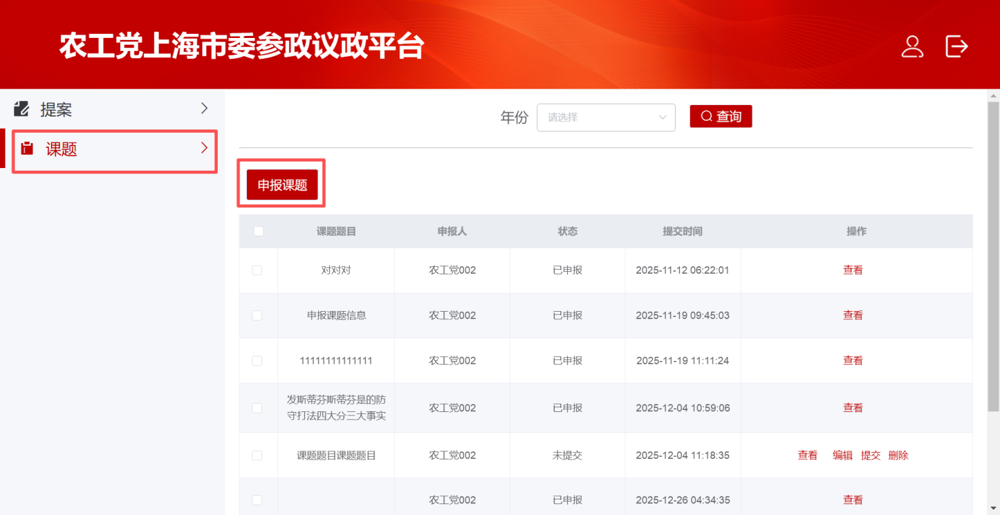 农工党上海市委参政议政平台
提案
课题
年份 请选择 查询
申报课题
课题题目 申报人 状态 提交时间 操作
对对对 农工党002 已申报 2025-11-12 06:22:01 查看
申报课题信息 农工党002 已申报 2025-11-19 09:45:03 查看
11111111111111 农工党002 已申报 2025-11-19 11:11:24 查看
发斯蒂芬斯蒂芬是的防
守打法四大分三大事实 农工党002 已申报 2025-12-04 10:59:06 查看
课题题目课题题目 农工党002 未提交 2025-12-04 11:18:35 查看 编辑 提交 删除
农工党002 已申报 2025-12-26 04:34:35 查看